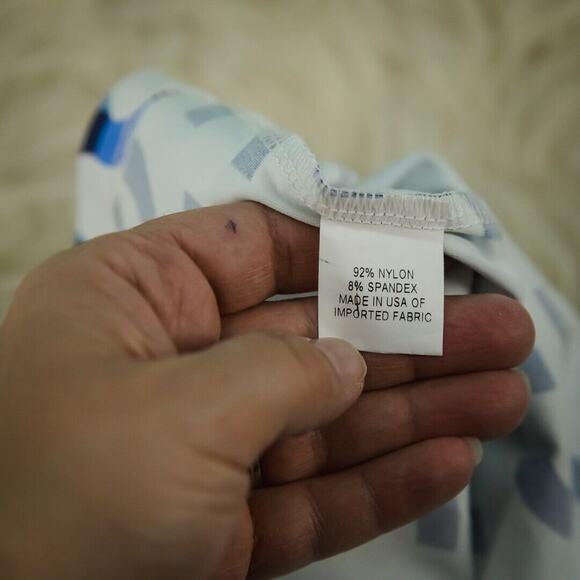 92% NYLON
8% SPANDEX
MADE IN USA OF
IMPORTED FABRIC